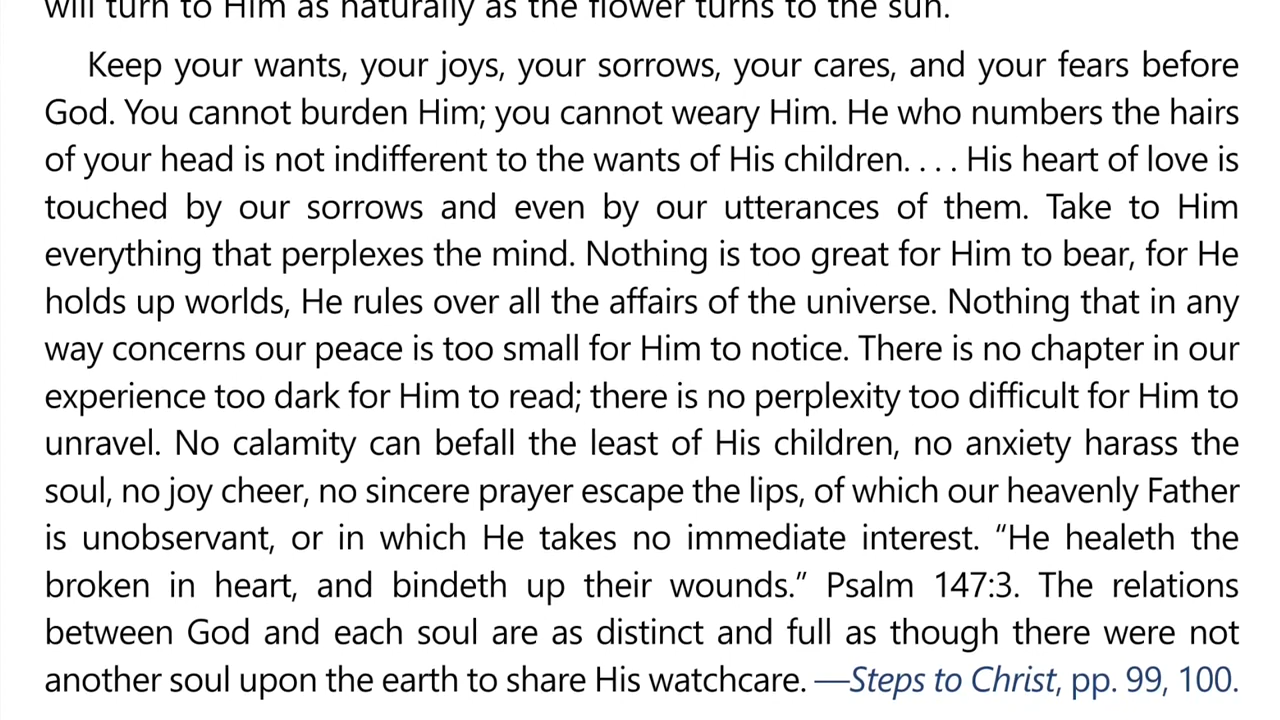 will turn to Him as naturally as the flower turns to the sun.
Keep your wants, your joys, your sorrows, your cares, and your fears before
God. You cannot burden Him; you cannot weary Him. He who numbers the hairs
of your head is not indifferent to the wants of His children. . . . His heart of love is
touched by our sorrows and even by our utterances of them. Take to Him
everything that perplexes the mind. Nothing is too great for Him to bear, for He
holds up worlds, He rules over all the affairs of the universe. Nothing that in any
way concerns our peace is too small for Him to notice. There is no chapter in our
experience too dark for Him to read; there is no perplexity too difficult for Him to
unravel. No calamity can befall the least of His children, no anxiety harass the
soul, no joy cheer, no sincere prayer escape the lips, of which our heavenly Father
is unobservant, or in which He takes no immediate interest. “He healeth the
broken in heart, and bindeth up their wounds.” Psalm 147:3. The relations
between God and each soul are as distinct and full as though there were not
another soul upon the earth to share His watchcare. —Steps to Christ, pp. 99, 100.